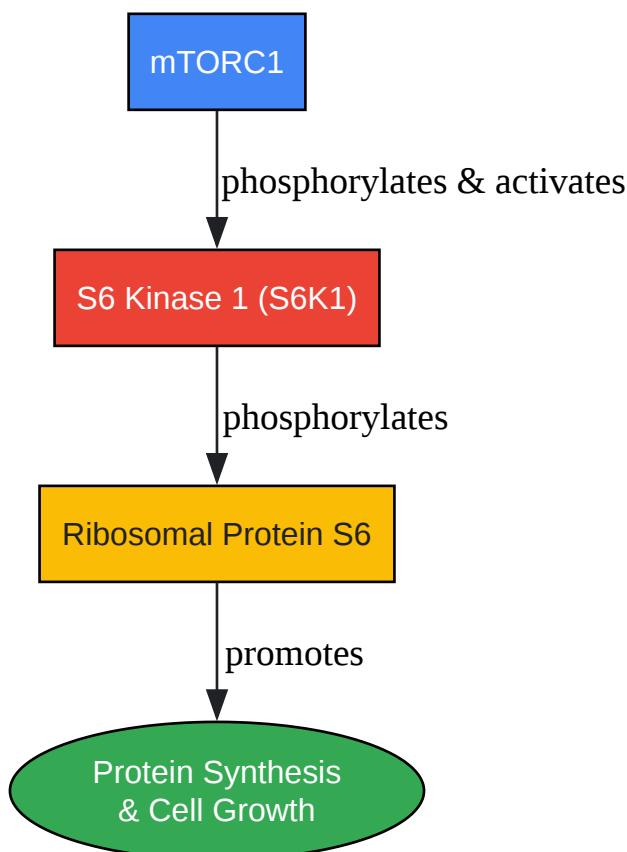 mTORC1
phosphorylates & activates
S6 Kinase 1 (S6K1)
phosphorylates
Ribosomal Protein S6
promotes
Protein Synthesis
& Cell Growth